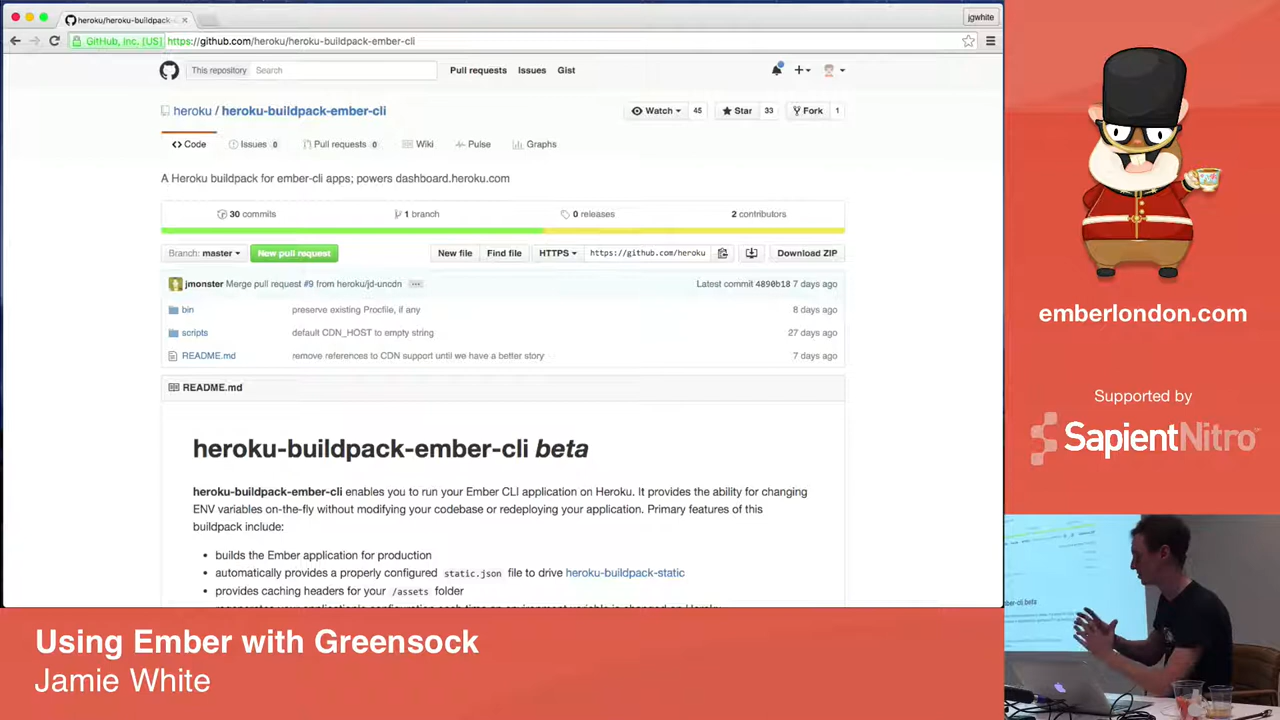 heroku/heroku-buildpack-
jgwhite
GitHub, Inc. [US] https://github.com/heroku/heroku-buildpack-ember-cli
This repository Search Pull requests Issues Gist
heroku / heroku-buildpack-ember-cli Watch 45 Star 33 Fork 1
Code Issues 0 Pull requests 0 Wiki Pulse Graphs
A Heroku buildpack for ember-cli apps; powers dashboard.heroku.com
30 commits 1 branch 0 releases 2 contributors
Branch: master New pull request New file Find file HTTPS https://github.com/heroku Download ZIP
jmonster Merge pull request #9 from heroku/jd-uncdn ... Latest commit 4890b18 7 days ago
bin preserve existing Procfile, if any 8 days ago
scripts default CDN_HOST to empty string 27 days ago
README.md remove references to CDN support until we have a better story 7 days ago
README.md
heroku-buildpack-ember-cli beta
heroku-buildpack-ember-cli enables you to run your Ember CLI application on Heroku. It provides the ability for changing
ENV variables on-the-fly without modifying your codebase or redeploying your application. Primary features of this
buildpack include:
• builds the Ember application for production
• automatically provides a properly configured static.json file to drive heroku-buildpack-static
• provides caching headers for your /assets folder
emberlondon.com
Supported by
SapientNitro
Using Ember with Greensock
Jamie White